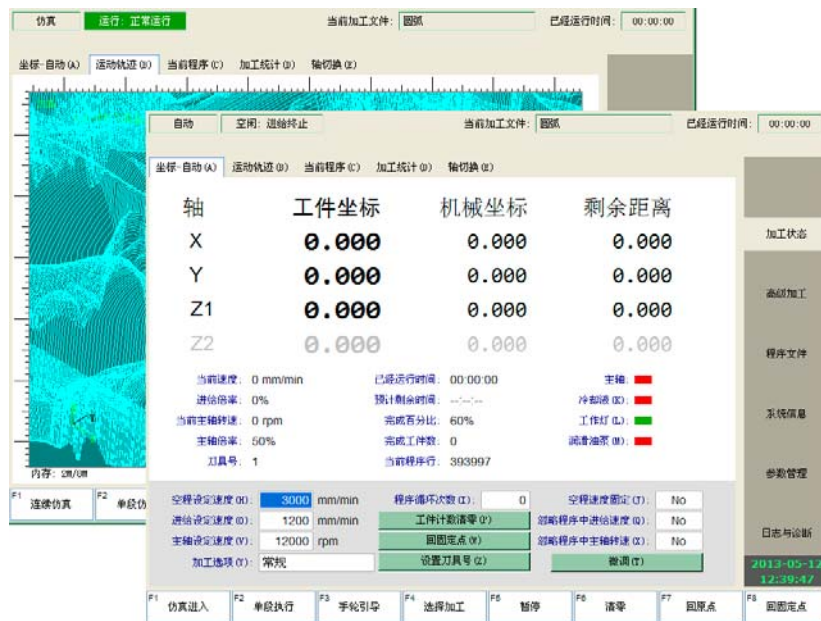 仿真 运行: 正常运行 当前加工文件: 圆弧 已经运行时间: 00:00:00
坐标-自动(A) 运动轨迹(B) 当前程序(C) 加工统计(D) 轴切换(E)
内存: 2M/0M
F1 连续仿真 F2 单段仿
自动 空闲: 进给终止 当前加工文件: 圆弧 已经运行时间: 00:00:00
坐标-自动(A) 运动轨迹(B) 当前程序(C) 加工统计(D) 轴切换(E)
轴 工件坐标 机械坐标 剩余距离
X 0.000 0.000 0.000
Y 0.000 0.000 0.000
Z1 0.000 0.000 0.000
Z2 0.000 0.000 0.000
当前速度: 0 mm/min 已经运行时间: 00:00:00 主轴:
进给倍率: 0% 预计剩余时间: --:--:-- 冷却液(K):
当前主轴转速: 0 rpm 完成百分比: 60% 工作灯(L):
主轴倍率: 50% 完成工件数: 0 润滑油泵(M):
刀具号: 1 当前程序行: 393997
空程设定速度(H): 3000 mm/min 程序循环次数(I): 0 空程速度固定(J): No
进给设定速度(O): 1200 mm/min 工件计数清零(P) 忽略程序中进给速度(Q): No
主轴设定速度(V): 12000 rpm 回固定点(W) 忽略程序中主轴转速(X): No
加工选项(Y): 常规 设置刀具号(Z) 微调(T)
加工状态
高级加工
程序文件
系统信息
参数管理
日志与诊断
2013-05-12
12:39:47
F1 仿真进入 F2 单段执行 F3 手轮引导 F4 选择加工 F5 暂停 F6 清零 F7 回原点 F8 回固定点